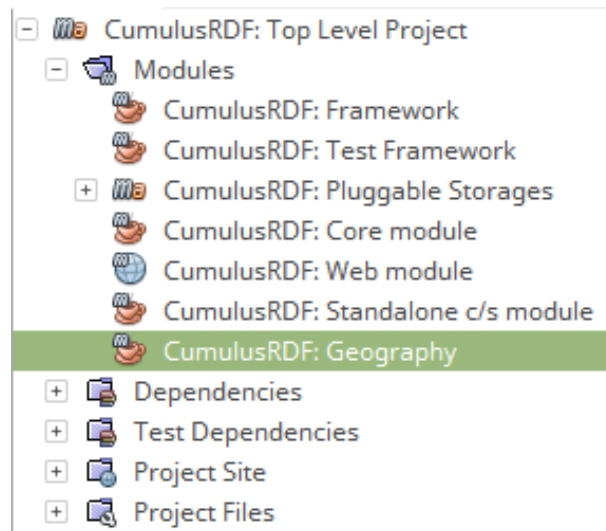 CumulusRDF: Top Level Project
Modules
CumulusRDF: Framework
CumulusRDF: Test Framework
CumulusRDF: Pluggable Storages
CumulusRDF: Core module
CumulusRDF: Web module
CumulusRDF: Standalone c/s module
CumulusRDF: Geography
Dependencies
Test Dependencies
Project Site
Project Files